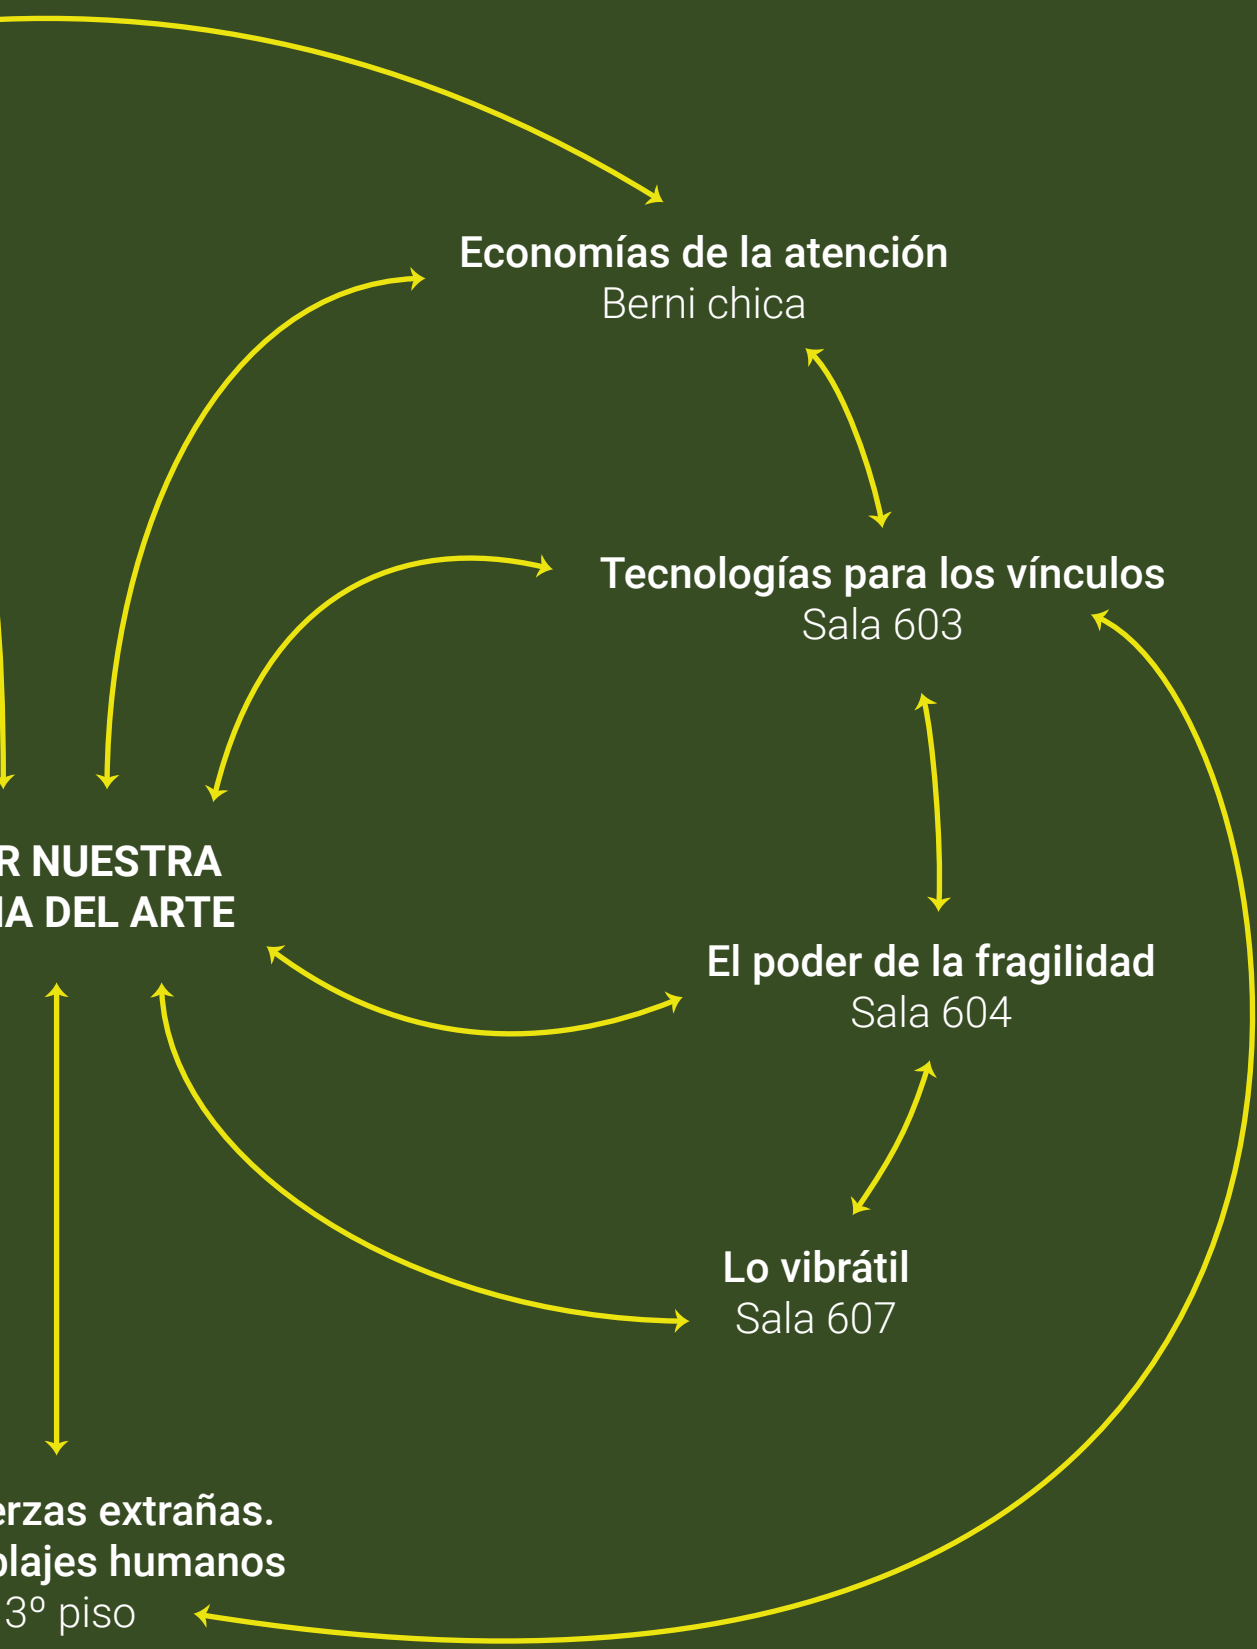 Economías de la atención
Berni chica
Tecnologías para los vínculos
Sala 603
R NUESTRA
IA DEL ARTE
El poder de la fragilidad
Sala 604
Lo vibrátil
Sala 607
erzas extrañas.
plajes humanos
3º piso